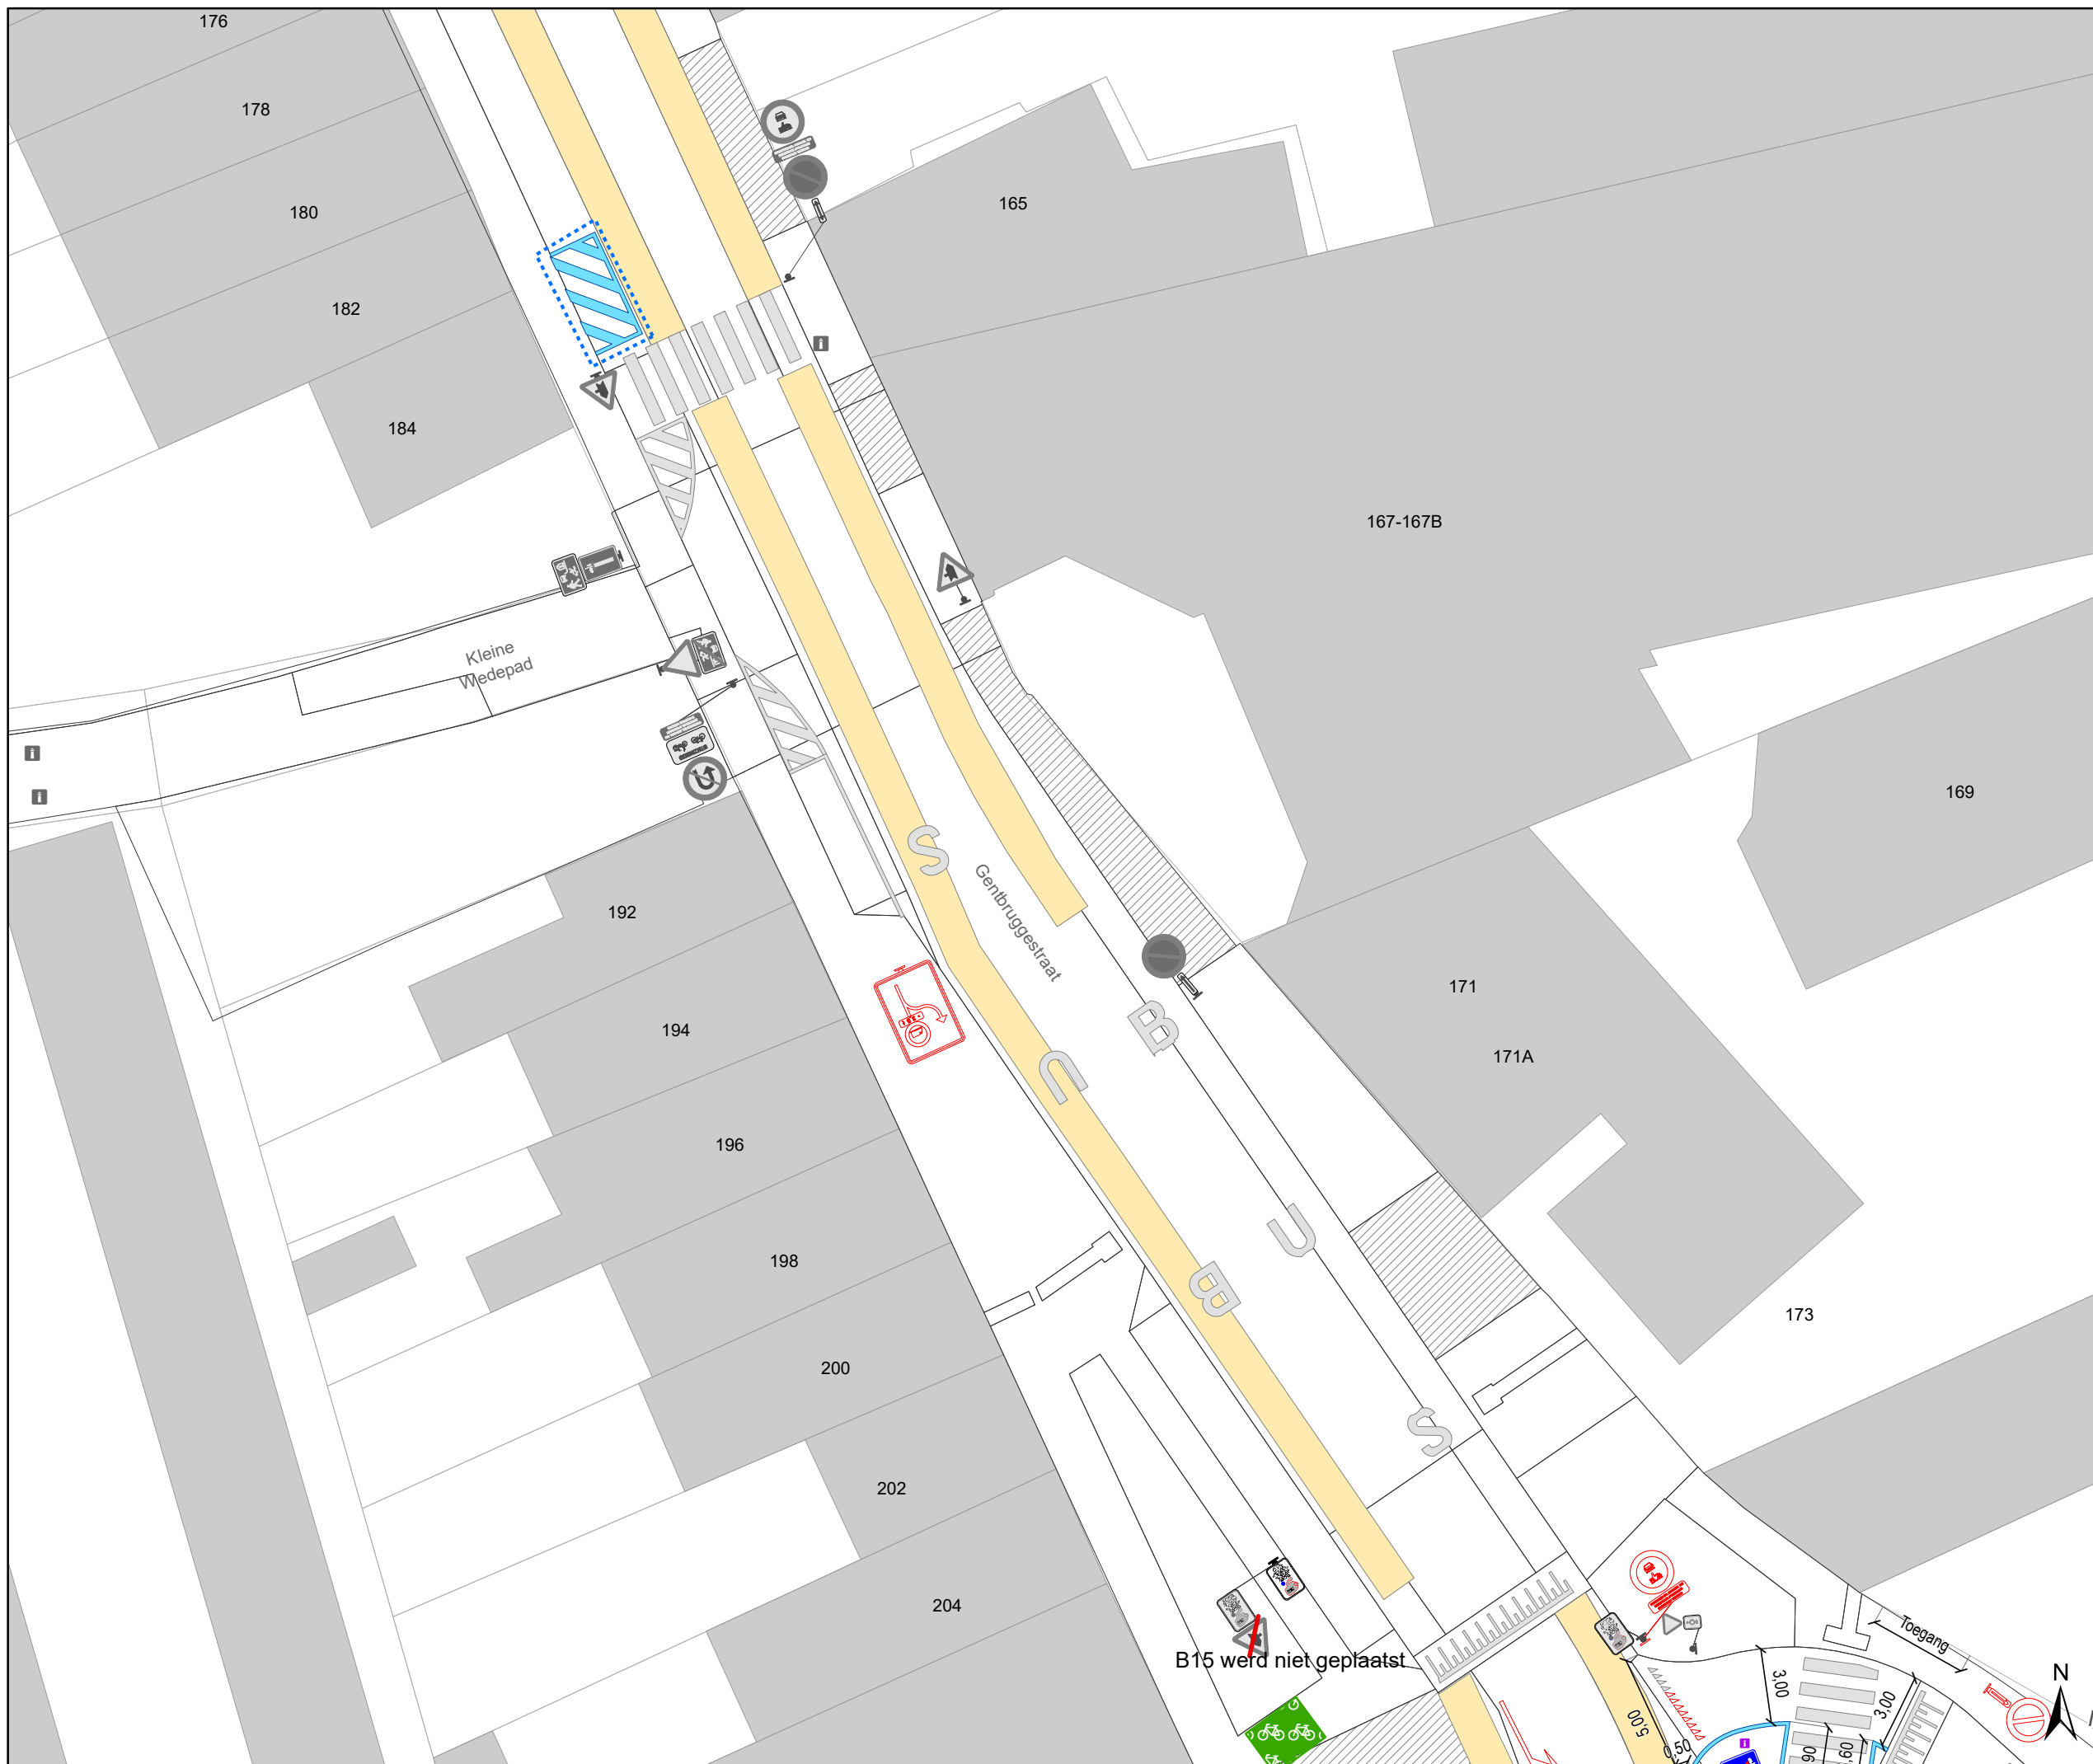 176
178
180
182
184
165
167-167B
169
Kleine
Wedepad
192
194
196
198
200
202
204
Gentbruggestraat
171
171A
173
S
U
B
B
U
S
B15 werd niet geplaatst
Toegang
3,00
3,00
5,00
0,50
N